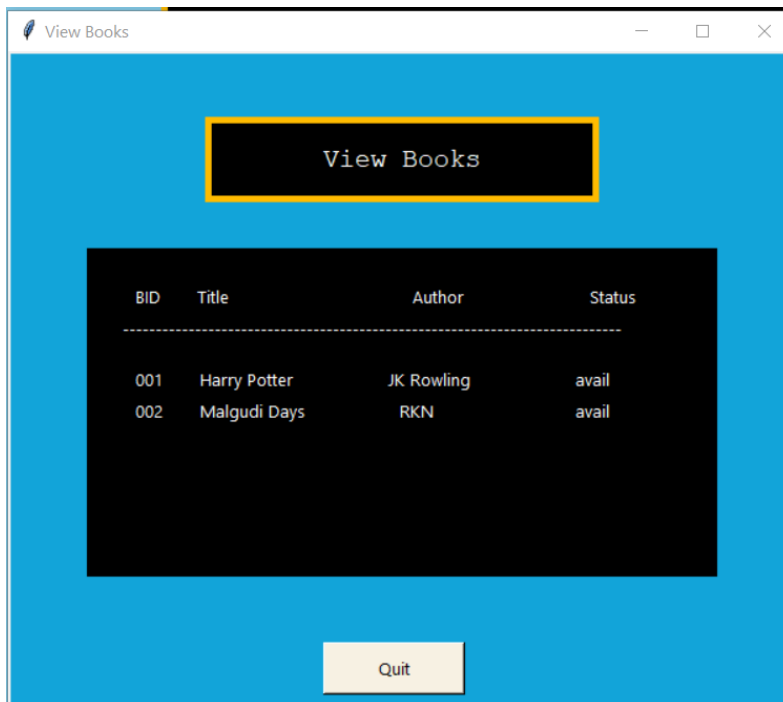 View Books
View Books
BID Title Author Status
----------------------------------------------------------------------------
001 Harry Potter JK Rowling avail
002 Malgudi Days RKN avail
Quit